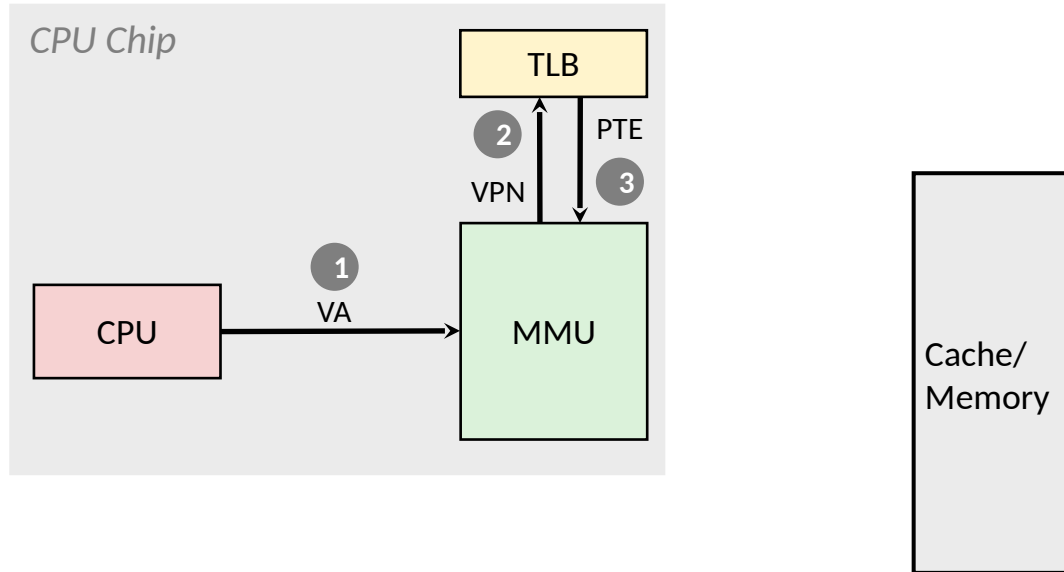 CPU Chip
TLB
2
PTE
VPN
3
1
VA
CPU
MMU
Cache/
Memory